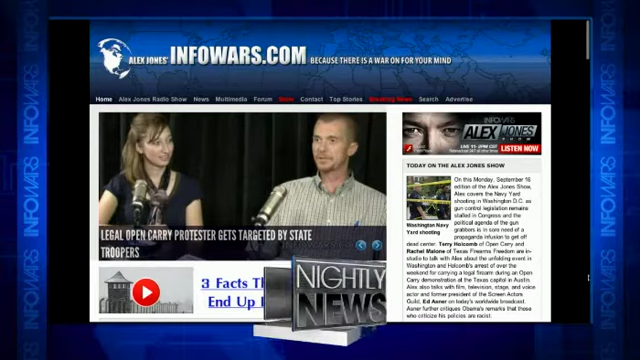 ALEX JONES' INFOWARS.COM BECAUSE THERE IS A WAR ON FOR YOUR MIND
Home Alex Jones Radio Show News Multimedia Forum Store Contact Top Stories Breaking News Search Advertise
INFOWARS
ALEX JONES
SHOW
LISTEN NOW
LEGAL OPEN CARRY PROTESTER GETS TARGETED BY STATE
TROOPERS
TODAY ON THE ALEX JONES SHOW
On this Monday, September 16
edition of the Alex Jones Show,
Alex covers the Navy Yard
shooting in Washington D.C. as
gun control legislation remains
stalled in Congress and the
political agenda of the gun
grabbers is in sore need of a
propaganda infusion to get off
Washington Navy
Yard shooting
dead center. Terry Holcomb of Open Carry and
Rachel Malone of Texas Firearms Freedom are in-
studio to talk with Alex about the unfolding event in
Washington and Holcomb's arrest of over the
weekend for carrying a legal firearm during an Open
Carry demonstration at the Texas capitol in Austin.
Alex also talks with film, television, stage, and voice
actor and former president of the Screen Actors
Guild, Ed Asner on today's worldwide broadcast.
Asner further critiques Obama's remarks that those
who criticize his policies are racist.
3 Facts Th
End Up I
NIGHTLY
NEWS
INFOWARS
INFOWARS